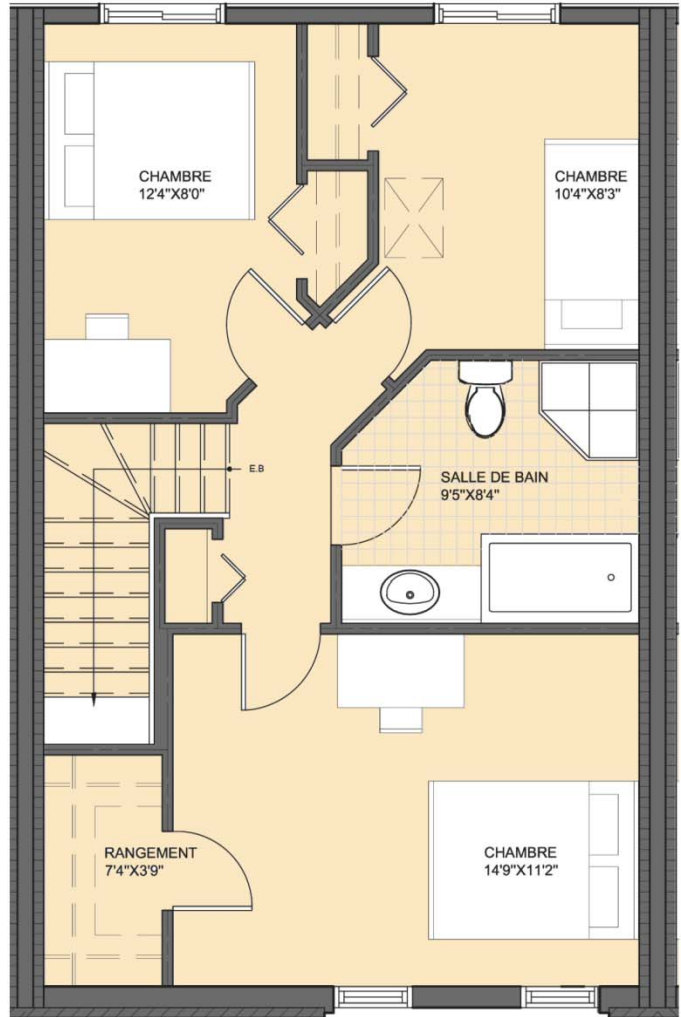 CHAMBRE
12'4"X8'0"
CHAMBRE
10'4"X8'3"
E.B
SALLE DE BAIN
9'5"X8'4"
RANGEMENT
7'4"X3'9"
CHAMBRE
14'9"X11'2"